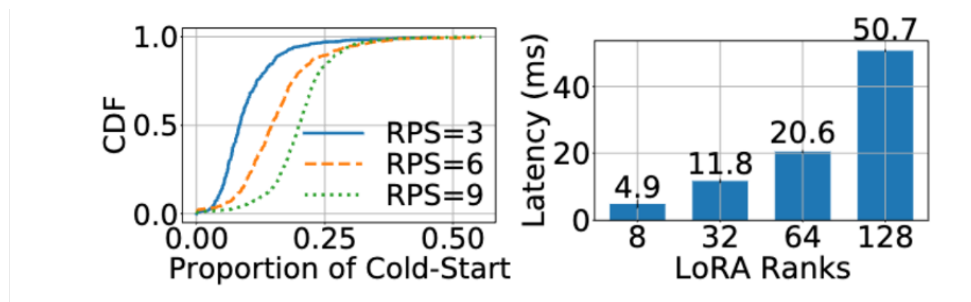 1.0
0.5
0.0
CDF
RPS=3
RPS=6
RPS=9
0.00 0.25 0.50
Proportion of Cold-Start
Latency (ms)
40
20
0
4.9
11.8
20.6
50.7
8 32 64 128
LoRA Ranks